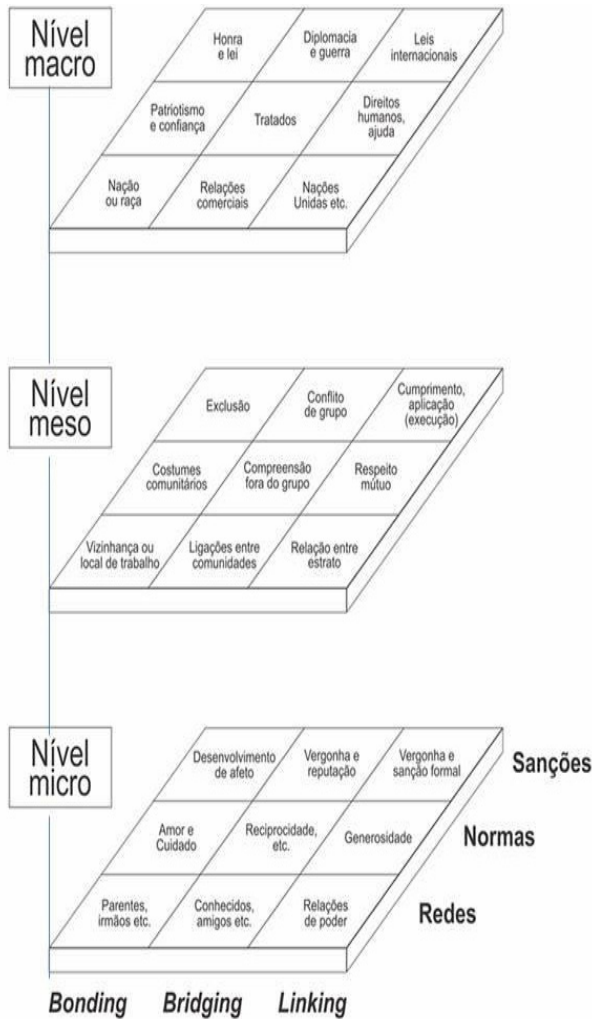 Nível
macro
Honra
e lei
Diplomacia
e guerra
Leis
internacionais
Patriotismo
e confiança
Tratados
Direitos
humanos,
ajuda
Nação
ou raça
Relações
comerciais
Nações
Unidas etc.
Nível
meso
Exclusão
Conflito
de grupo
Cumprimento,
aplicação
(execução)
Costumes
comunitários
Compreensão
fora do grupo
Respeito
mútuo
Vizinhança ou
local de trabalho
Ligações entre
comunidades
Relação entre
estrato
Nível
micro
Desenvolvimento
de afeto
Vergonha e
reputação
Vergonha e
sanção formal
Sanções
Amor e
Cuidado
Reciprocidade,
etc.
Generosidade
Normas
Parentes,
irmãos etc.
Conhecidos,
amigos etc.
Relações
de poder
Redes
Bonding Bridging Linking